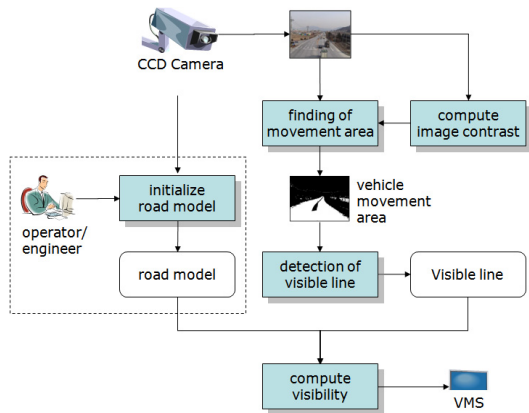 CCD Camera
finding of
movement area
compute
image contrast
initialize
road model
operator/
engineer
vehicle
movement
area
road model
detection of
visible line
Visible line
compute
visibility
VMS